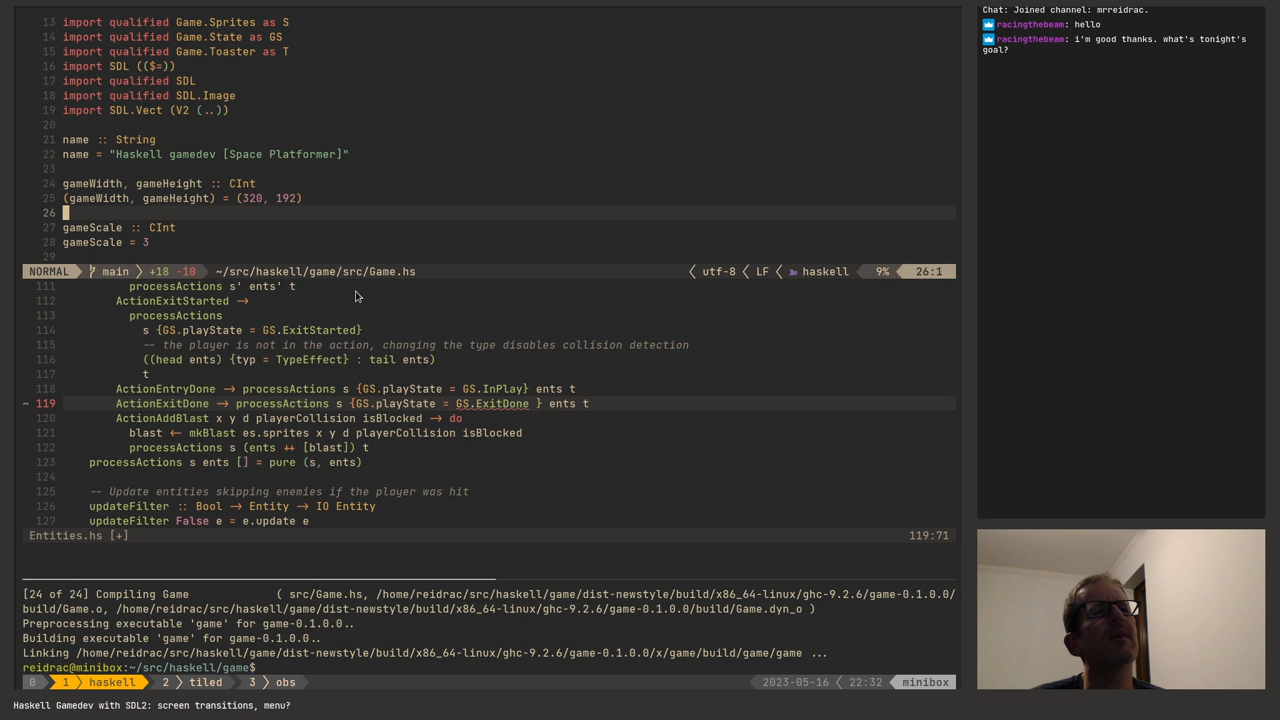 13 import qualified Game.Sprites as S
14 import qualified Game.State as GS
15 import qualified Game.Toaster as T
16 import SDL (($=))
17 import qualified SDL
18 import qualified SDL.Image
19 import SDL.Vect (V2 (..))
20
21 name :: String
22 name = "Haskell gamedev [Space Platformer]"
23
24 gameWidth, gameHeight :: CInt
25 (gameWidth, gameHeight) = (320, 192)
26
27 gameScale :: CInt
28 gameScale = 3
29
NORMAL main +18 -10 ~/src/haskell/game/src/Game.hs utf-8 LF haskell 9% 26:1
111 processActions s' ents' t
112 ActionExitStarted →
113 processActions
114 s {GS.playState = GS.ExitStarted}
115 -- the player is not in the action, changing the type disables collision detection
116 ((head ents) {typ = TypeEffect} : tail ents)
117 t
118 ActionEntryDone → processActions s {GS.playState = GS.InPlay} ents t
~ 119 ActionExitDone → processActions s {GS.playState = GS.ExitDone } ents t
120 ActionAddBlast x y d playerCollision isBlocked → do
121 blast ← mkBlast es.sprites x y d playerCollision isBlocked
122 processActions s (ents ++ [blast]) t
123 processActions s ents [] = pure (s, ents)
124
125 -- Update entities skipping enemies if the player was hit
126 updateFilter :: Bool → Entity → IO Entity
127 updateFilter False e = e.update e
Entities.hs [+] 119:71
[24 of 24] Compiling Game ( src/Game.hs, /home/reidrac/src/haskell/game/dist-newstyle/build/x86_64-linux/ghc-9.2.6/game-0.1.0.0/
build/Game.o, /home/reidrac/src/haskell/game/dist-newstyle/build/x86_64-linux/ghc-9.2.6/game-0.1.0.0/build/Game.dyn_o )
Preprocessing executable 'game' for game-0.1.0.0..
Building executable 'game' for game-0.1.0.0..
Linking /home/reidrac/src/haskell/game/dist-newstyle/build/x86_64-linux/ghc-9.2.6/game-0.1.0.0/x/game/build/game/game ...
reidrac@minibox:~/src/haskell/game$
0 1 haskell 2 tiled 3 obs 2023-05-16 22:32 minibox
Haskell Gamedev with SDL2: screen transitions, menu?
Chat: Joined channel: mrreidrac.
racingthebeam: hello
racingthebeam: i'm good thanks. what's tonight's
goal?